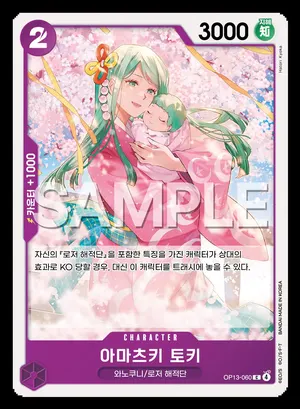 2
3000
지혜
知
카운터 +1000
SAMPLE
자신의 「로저 해적단」을 포함한 특징을 가진 캐릭터가 상대의
효과로 KO 당할 경우, 대신 이 캐릭터를 트래시에 놓을 수 있다.
CHARACTER
아마츠키 토키
와노쿠니/로저 해적단
OP13-060 C
BANDAI MADE IN KOREA